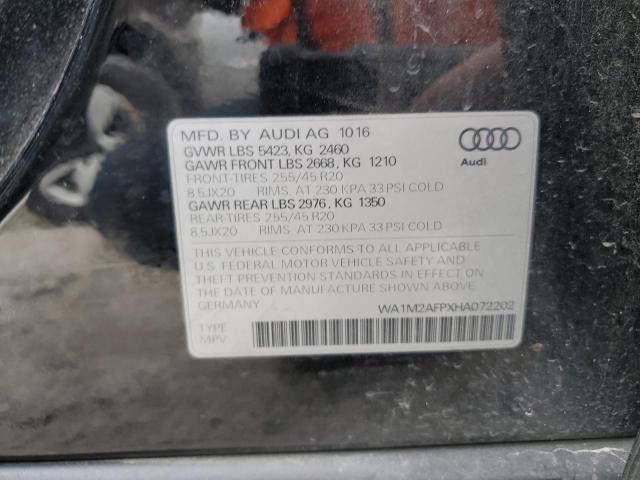 MFD. BY AUDI AG 10 16
GVWR LBS 5423, KG 2460
GAWR FRONT LBS 2668, KG 1210
FRONT-TIRES 255/45 R20
8.5JX20 RIMS. AT 230 KPA 33 PSI COLD
GAWR REAR LBS 2976, KG 1350
REAR-TIRES 255/45 R20
8.5JX20 RIMS. AT 230 KPA 33 PSI COLD
Audi
THIS VEHICLE CONFORMS TO ALL APPLICABLE
U.S. FEDERAL MOTOR VEHICLE SAFETY AND
THEFT PREVENTION STANDARDS IN EFFECT ON
THE DATE OF MANUFACTURE SHOWN ABOVE.
GERMANY
WA1M2AFPXHA072202
TYPE:
MPV